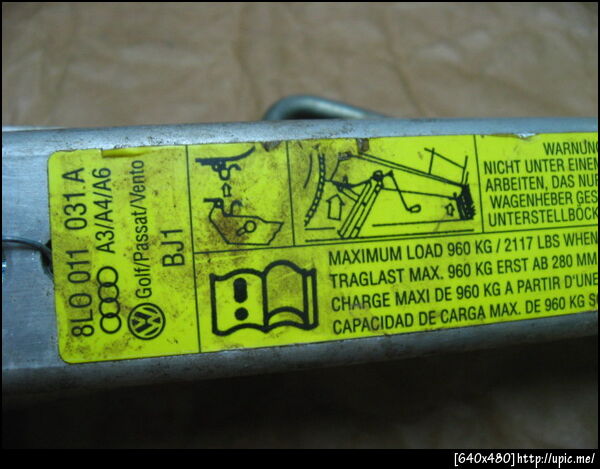 8L0 011 031 A
A3/A4/A6
Golf/Passat/Vento
BJ1
WARNUNG
NICHT UNTER EINEM
ARBEITEN, DAS NUR
WAGENHEBER GES
UNTERSTELLBÖCK
MAXIMUM LOAD 960 KG / 2117 LBS WHEN
TRAGLAST MAX. 960 KG ERST AB 280 MM
CHARGE MAXI DE 960 KG A PARTIR D'UNE
CAPACIDAD DE CARGA MAX. DE 960 KG SO
[640x480]http://upic.me/